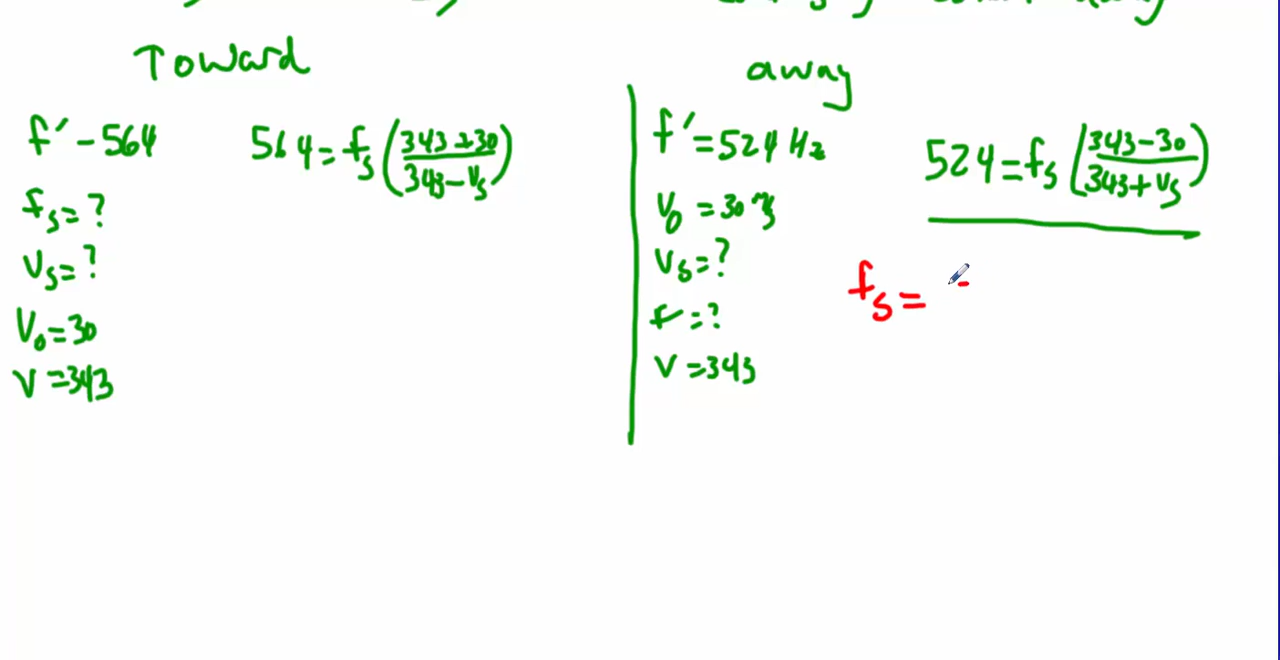 Toward
f' - 564
564 = fs (343 + 30 / 343 - vs)
fs = ?
vs = ?
Vo = 30
V = 343
away
f' = 524 Hz
524 = fs (343 - 30 / 343 + vs)
Vo = 30 m/s
Vs = ?
f = ?
V = 343
fs =